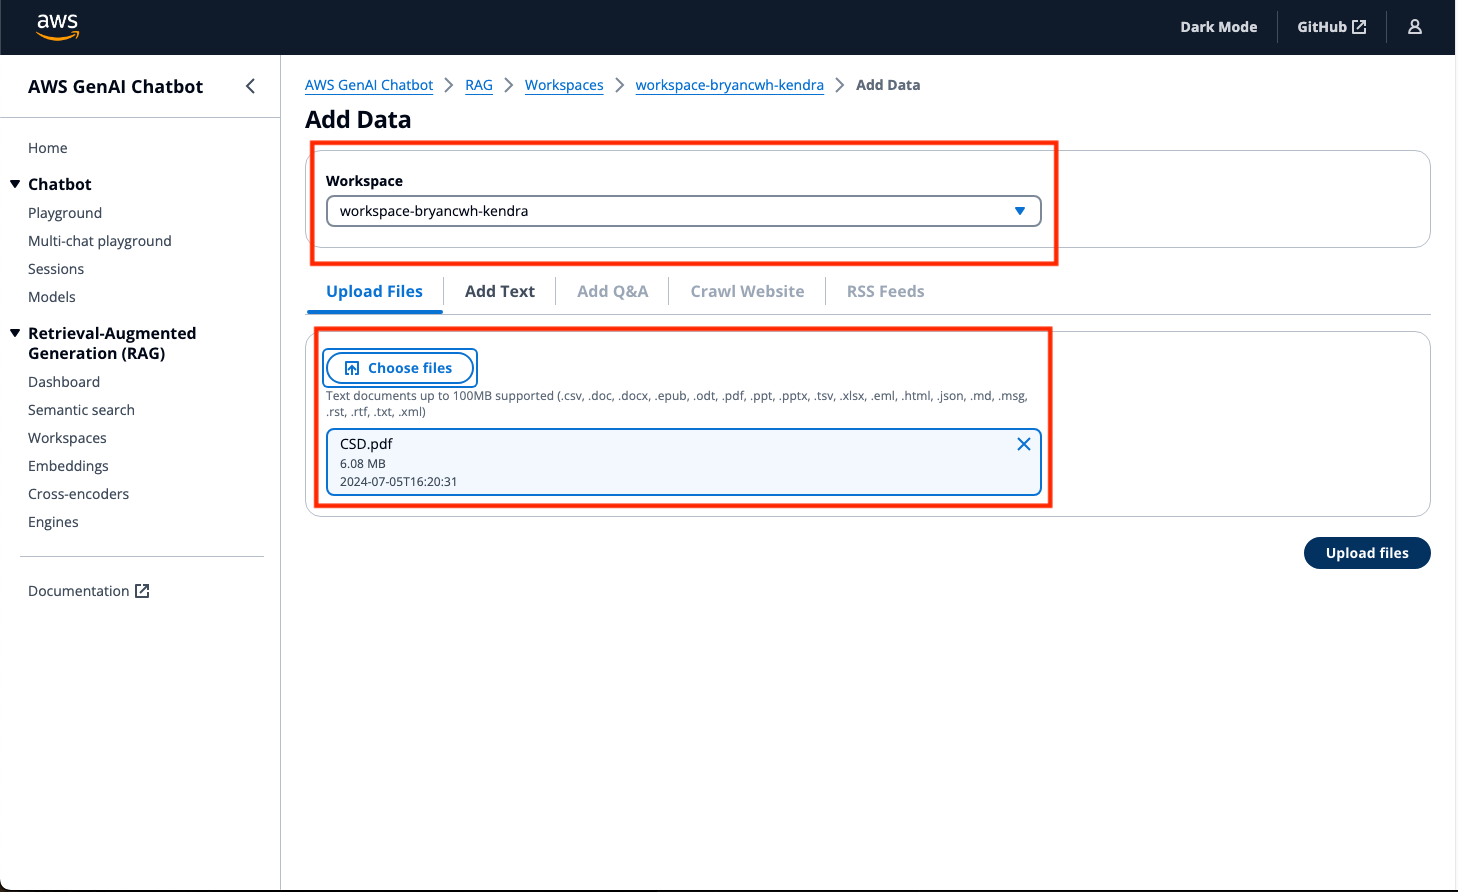 aws
Dark Mode
GitHub
AWS GenAI Chatbot
Home
Chatbot
Playground
Multi-chat playground
Sessions
Models
Retrieval-Augmented
Generation (RAG)
Dashboard
Semantic search
Workspaces
Embeddings
Cross-encoders
Engines
Documentation
AWS GenAI Chatbot > RAG > Workspaces > workspace-bryancwh-kendra > Add Data
Add Data
Workspace
workspace-bryancwh-kendra
Upload Files
Add Text
Add Q&A
Crawl Website
RSS Feeds
Choose files
Text documents up to 100MB supported (.csv, .doc, .docx, .epub, .odt, .pdf, .ppt, .pptx, .tsv, .xlsx, .eml, .html, .json, .md, .msg,
.rst, .rtf, .txt, .xml)
CSD.pdf
6.08 MB
2024-07-05T16:20:31
Upload files